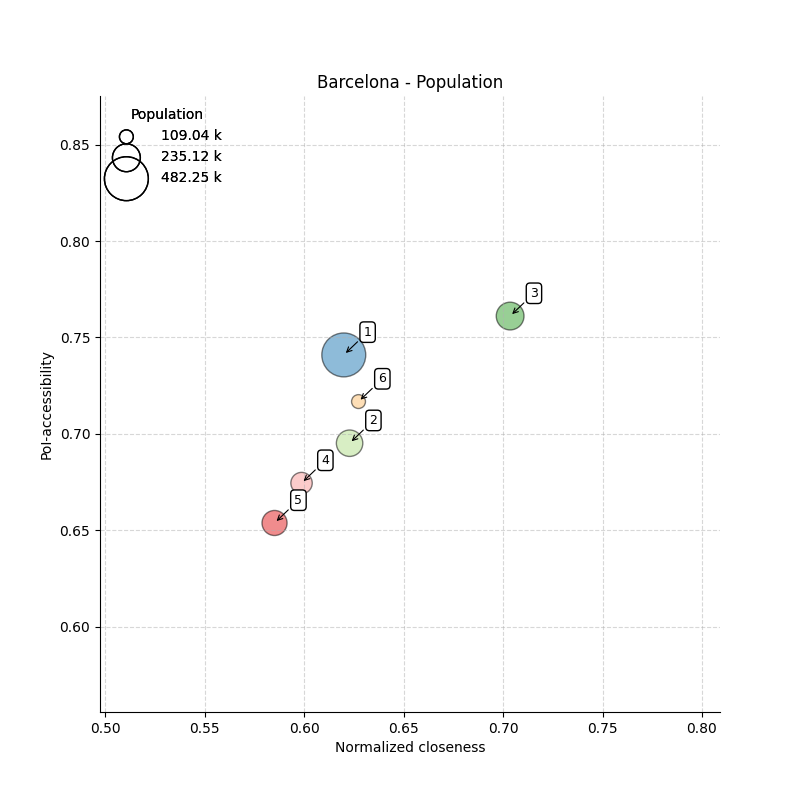 Barcelona - Population
Population
109.04 k
235.12 k
482.25 k
0.85
0.80
0.75
0.70
0.65
0.60
PoI-accessibility
1
2
3
4
5
6
0.50 0.55 0.60 0.65 0.70 0.75 0.80
Normalized closeness